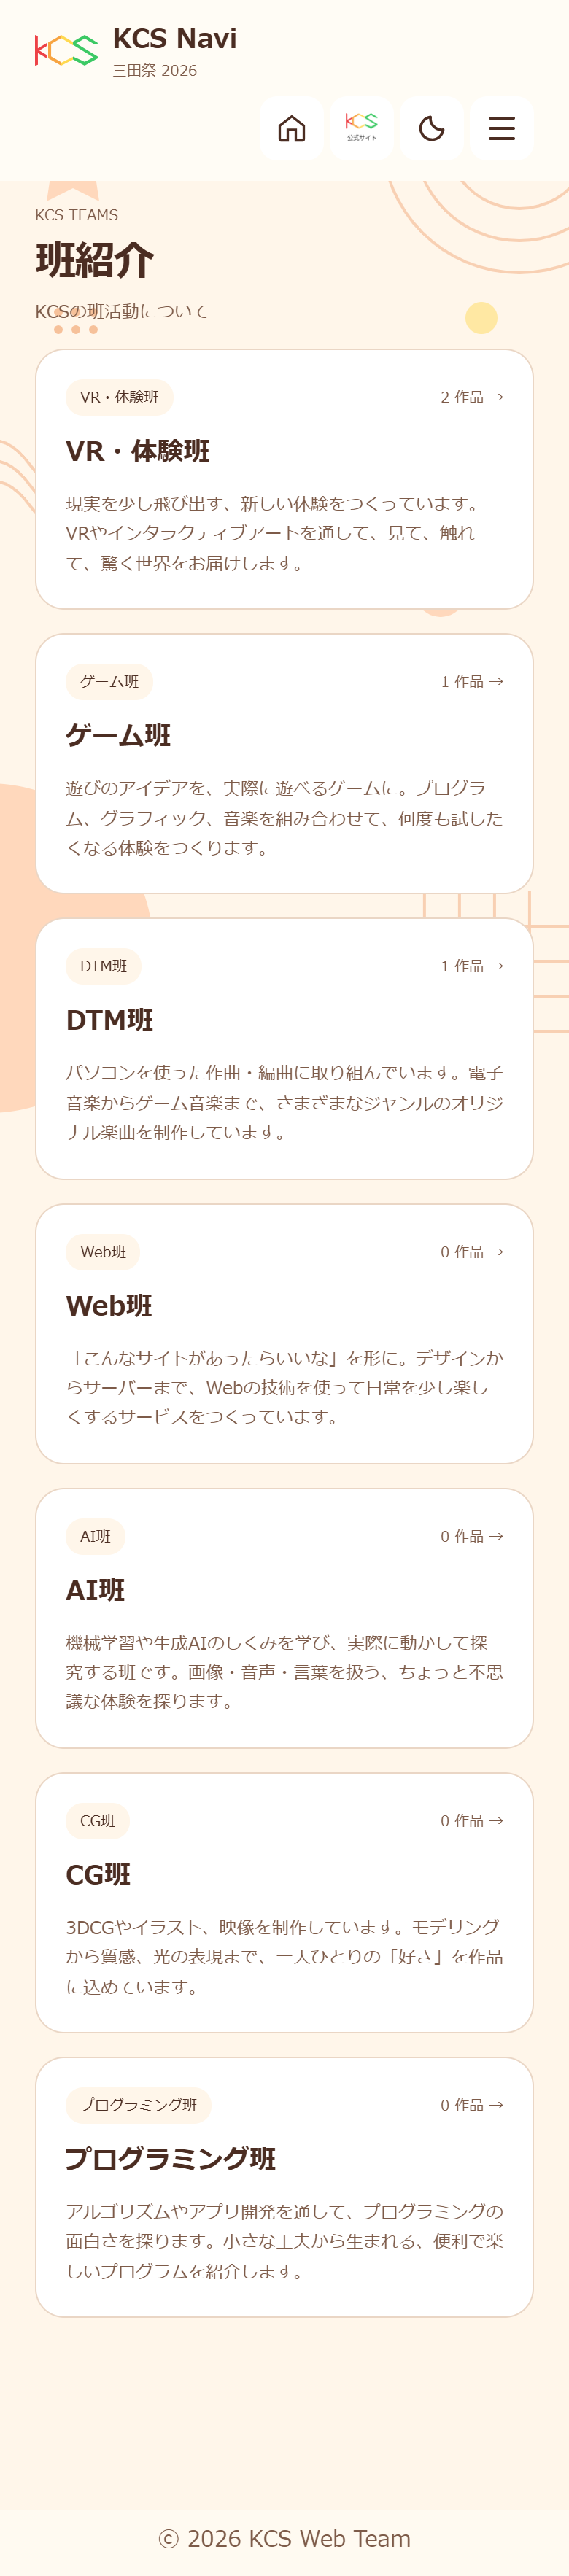 KCS
KCS Navi
三田祭 2026
KCS
公式サイト
KCS TEAMS
班紹介
KCSの班活動について
VR・体験班
2 作品 →
VR・体験班
現実を少し飛び出す、新しい体験をつくっています。
VRやインタラクティブアートを通して、見て、触れ
て、驚く世界をお届けします。
ゲーム班
1 作品 →
ゲーム班
遊びのアイデアを、実際に遊べるゲームに。プログラ
ム、グラフィック、音楽を組み合わせて、何度も試した
くなる体験をつくります。
DTM班
1 作品 →
DTM班
パソコンを使った作曲・編曲に取り組んでいます。電子
音楽からゲーム音楽まで、さまざまなジャンルのオリジ
ナル楽曲を制作しています。
Web班
0 作品 →
Web班
「こんなサイトがあったらいいな」を形に。デザインか
らサーバーまで、Webの技術を使って日常を少し楽し
くするサービスをつくっています。
AI班
0 作品 →
AI班
機械学習や生成AIのしくみを学び、実際に動かして探
究する班です。画像・音声・言葉を扱う、ちょっと不思
議な体験を探ります。
CG班
0 作品 →
CG班
3DCGやイラスト、映像を制作しています。モデリング
から質感、光の表現まで、一人ひとりの「好き」を作品
に込めています。
プログラミング班
0 作品 →
プログラミング班
アルゴリズムやアプリ開発を通して、プログラミングの
面白さを探ります。小さな工夫から生まれる、便利で楽
しいプログラムを紹介します。
© 2026 KCS Web Team